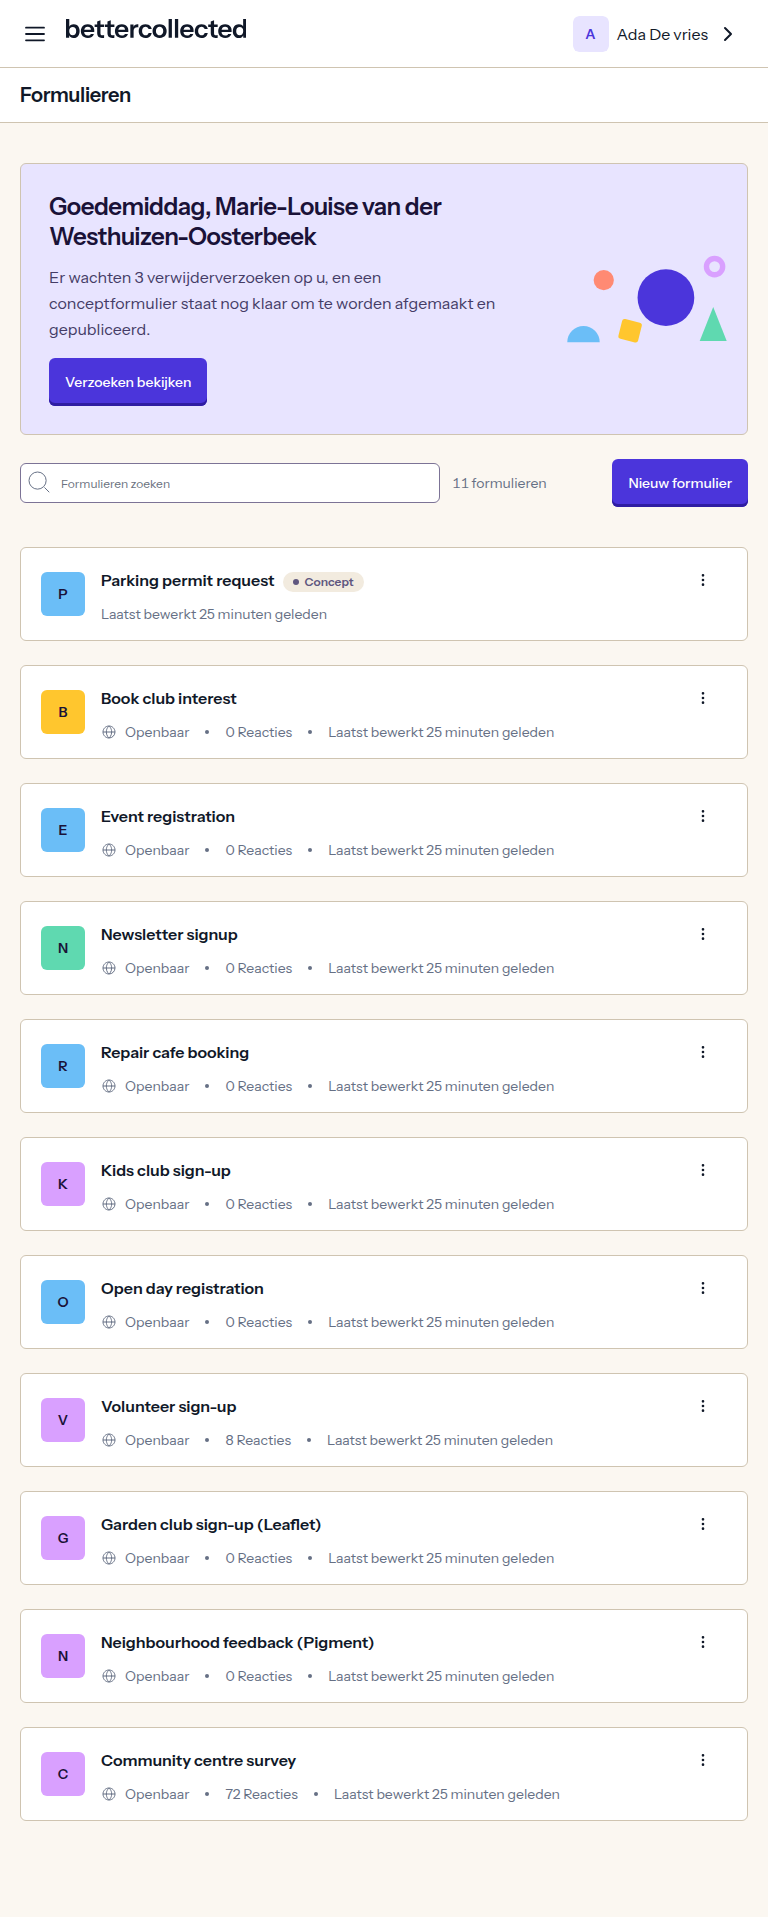 bettercollected
A Ada De vries
Formulieren
Goedemiddag, Marie-Louise van der
Westhuizen-Oosterbeek
Er wachten 3 verwijderverzoeken op u, en een
conceptformulier staat nog klaar om te worden afgemaakt en
gepubliceerd.
Verzoeken bekijken
Formulieren zoeken
11 formulieren
Nieuw formulier
P
Parking permit request
Concept
Laatst bewerkt 25 minuten geleden
B
Book club interest
Openbaar • 0 Reacties • Laatst bewerkt 25 minuten geleden
E
Event registration
Openbaar • 0 Reacties • Laatst bewerkt 25 minuten geleden
N
Newsletter signup
Openbaar • 0 Reacties • Laatst bewerkt 25 minuten geleden
R
Repair cafe booking
Openbaar • 0 Reacties • Laatst bewerkt 25 minuten geleden
K
Kids club sign-up
Openbaar • 0 Reacties • Laatst bewerkt 25 minuten geleden
O
Open day registration
Openbaar • 0 Reacties • Laatst bewerkt 25 minuten geleden
V
Volunteer sign-up
Openbaar • 8 Reacties • Laatst bewerkt 25 minuten geleden
G
Garden club sign-up (Leaflet)
Openbaar • 0 Reacties • Laatst bewerkt 25 minuten geleden
N
Neighbourhood feedback (Pigment)
Openbaar • 0 Reacties • Laatst bewerkt 25 minuten geleden
C
Community centre survey
Openbaar • 72 Reacties • Laatst bewerkt 25 minuten geleden